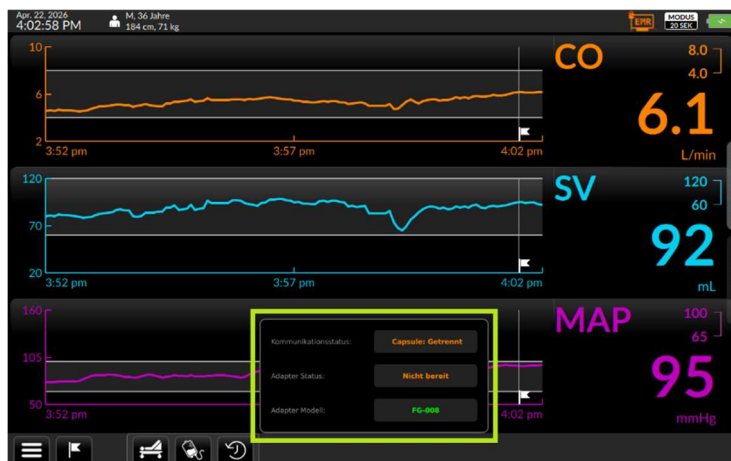 Apr. 22, 2026
4:02:58 PM
M, 36 Jahre
184 cm, 71 kg
EMR
MODUS
20 SEK
10
6
2
3:52 pm
3:57 pm
4:02 pm
CO
8.0
4.0
6.1
L/min
120
70
20
3:52 pm
3:57 pm
4:02 pm
SV
120
60
92
mL
160
105
50
3:52 pm
4:02 pm
MAP
100
65
95
mmHg
Kommunikationsstatus:
Capsule: Getrennt
Adapter Status:
Nicht bereit
Adapter Modell:
FG-008